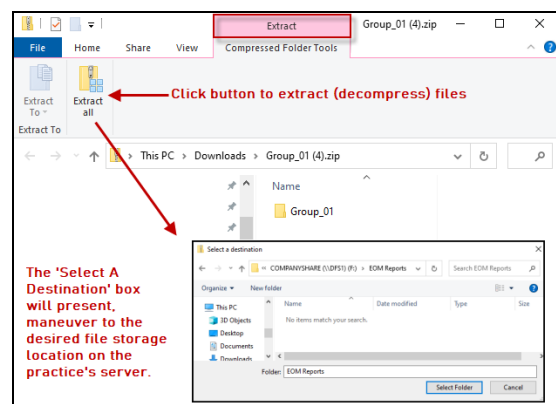 Extract
Group_01 (4).zip
File
Home
Share
View
Compressed Folder Tools
Extract To
Extract all
Extract To
Click button to extract (decompress) files
This PC > Downloads > Group_01 (4).zip
Name
Group_01
The 'Select A
Destination' box
will present,
maneuver to the
desired file storage
location on the
practice's server.
Select a destination
« COMPANYSHARE (\\DFS1) (F:) > EOM Reports
Search EOM Reports
Organize
New folder
This PC
3D Objects
Desktop
Documents
Downloads
Name
Date modified
Type
Size
No items match your search.
Folder: EOM Reports
Select Folder
Cancel